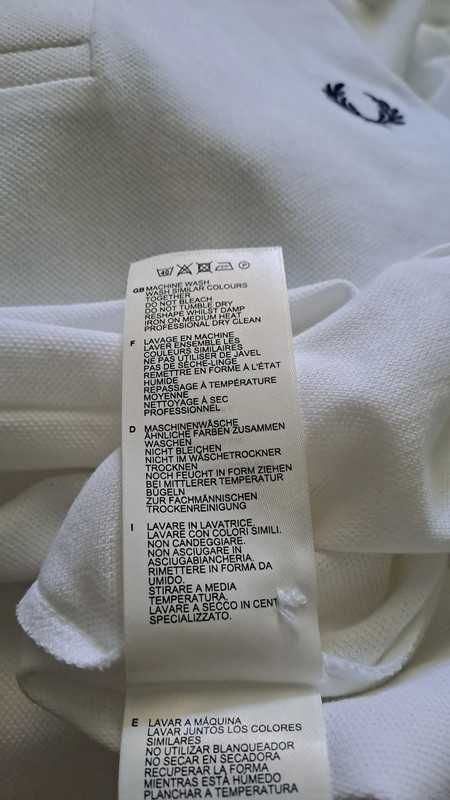 40 P
GB MACHINE WASH
WASH SIMILAR COLOURS
TOGETHER
DO NOT BLEACH
DO NOT TUMBLE DRY
RESHAPE WHILST DAMP
IRON ON MEDIUM HEAT
PROFESSIONAL DRY CLEAN
F LAVAGE EN MACHINE
LAVER ENSEMBLE LES
COULEURS SIMILAIRES
NE PAS UTILISER DE JAVEL
PAS DE SÈCHE-LINGE
REMETTRE EN FORME À L'ÉTAT
HUMIDE
REPASSAGE À TEMPÉRATURE
MOYENNE
NETTOYAGE À SEC
PROFESSIONNEL
D MASCHINENWÄSCHE
ÄHNLICHE FARBEN ZUSAMMEN
WASCHEN
NICHT BLEICHEN
NICHT IM WÄSCHETROCKNER
TROCKNEN
NOCH FEUCHT IN FORM ZIEHEN
BEI MITTLERER TEMPERATUR
BÜGELN
ZUR FACHMÄNNISCHEN
TROCKENREINIGUNG
I LAVARE IN LAVATRICE.
LAVARE CON COLORI SIMILI.
NON CANDEGGIARE.
NON ASCIUGARE IN
ASCIUGABIANCHERIA.
RIMETTERE IN FORMA DA
UMIDO.
STIRARE A MEDIA
TEMPERATURA.
LAVARE A SECCO IN CENT
SPECIALIZZATO.
E LAVAR A MÁQUINA
LAVAR JUNTOS LOS COLORES
SIMILARES
NO UTILIZAR BLANQUEADOR
NO SECAR EN SECADORA
RECUPERAR LA FORMA
MIENTRAS ESTÁ HÚMEDO
PLANCHAR A TEMPERATURA